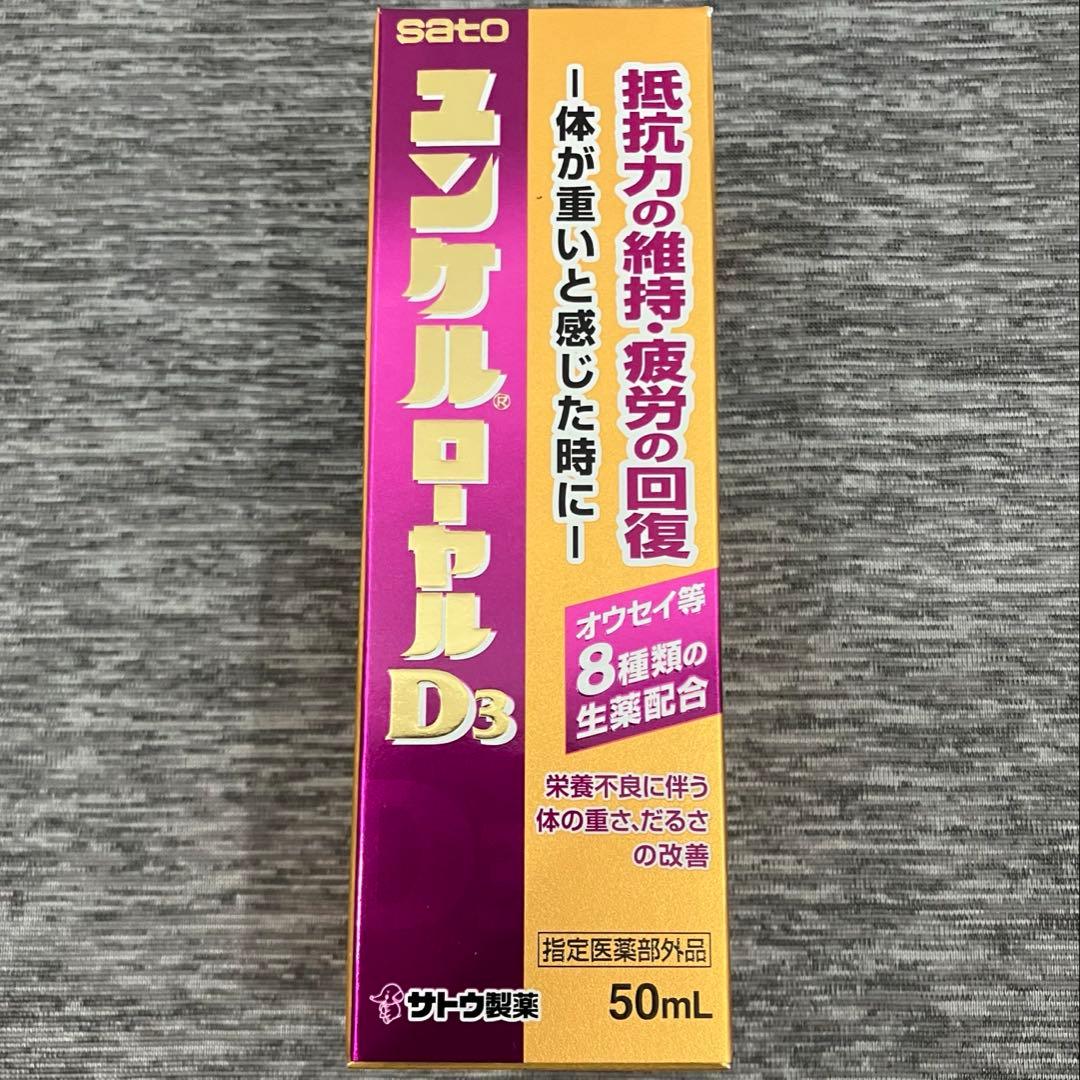 sato
ユンケル®ローヤル
D3
抵抗力の維持・疲労の回復
ー体が重いと感じた時にー
オウセイ等
8種類の
生薬配合
栄養不良に伴う
体の重さ、だるさ
の改善
指定医薬部外品
サトウ製薬
50mL